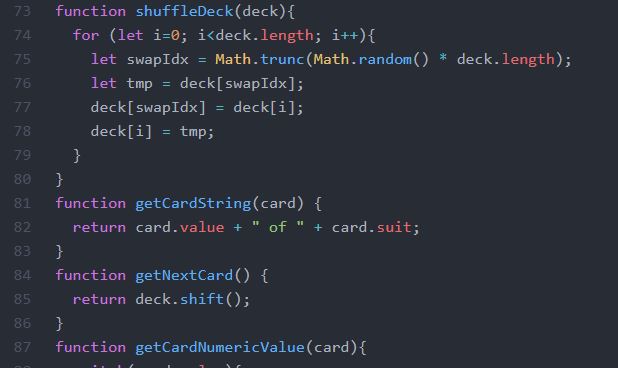 73 function shuffleDeck(deck){
74   for (let i=0; i<deck.length; i++){
75     let swapIdx = Math.trunc(Math.random() * deck.length);
76     let tmp = deck[swapIdx];
77     deck[swapIdx] = deck[i];
78     deck[i] = tmp;
79   }
80 }
81 function getCardString(card) {
82   return card.value + " of " + card.suit;
83 }
84 function getNextCard() {
85   return deck.shift();
86 }
87 function getCardNumericValue(card){